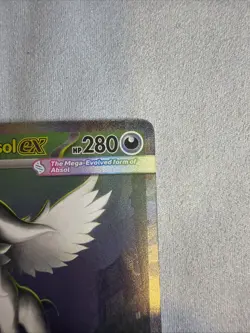 sol ex HP 280
The Mega-Evolved form of
Absol